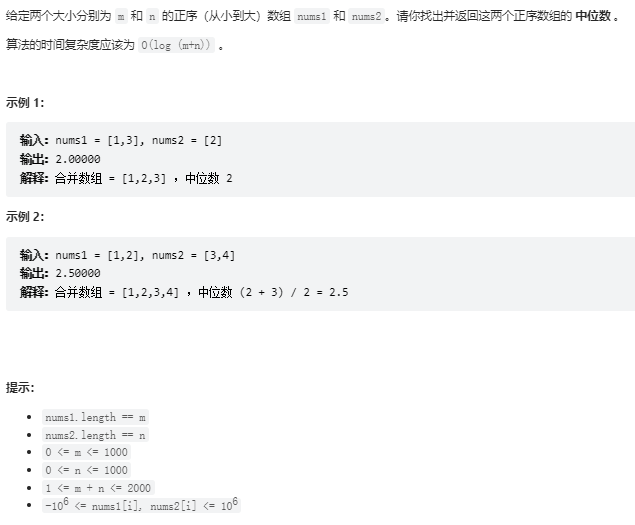 给定两个大小分别为 m 和 n 的正序（从小到大）数组 nums1 和 nums2。请你找出并返回这两个正序数组的 中位数 。
算法的时间复杂度应该为 O(log (m+n)) 。
示例 1：
输入：nums1 = [1,3], nums2 = [2]
输出：2.00000
解释：合并数组 = [1,2,3] ，中位数 2
示例 2：
输入：nums1 = [1,2], nums2 = [3,4]
输出：2.50000
解释：合并数组 = [1,2,3,4] ，中位数 (2 + 3) / 2 = 2.5
提示：
• nums1.length == m
• nums2.length == n
• 0 <= m <= 1000
• 0 <= n <= 1000
• 1 <= m + n <= 2000
• -10⁶ <= nums1[i], nums2[i] <= 10⁶